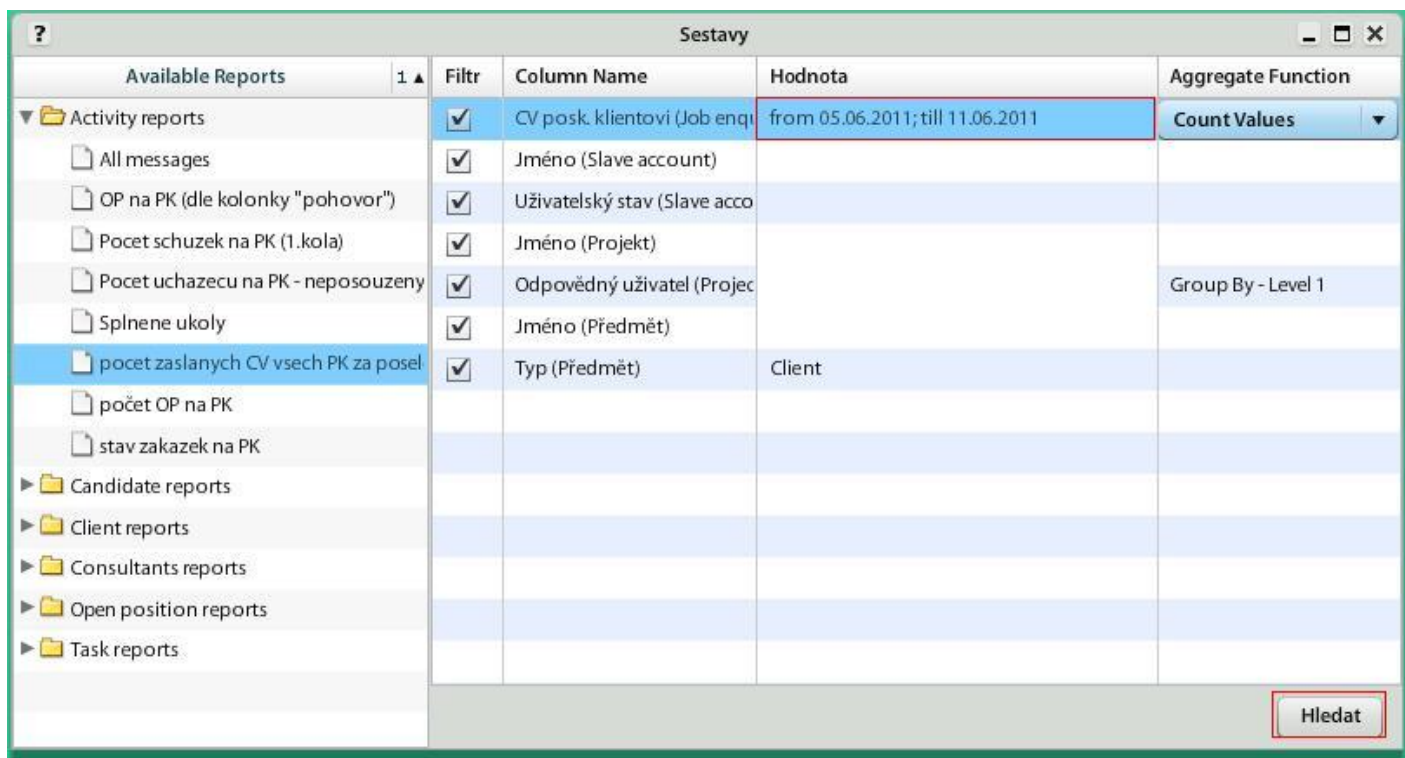 ?
Sestavy
Available Reports 1 Filtr Column Name Hodnota Aggregate Function
Activity reports CV posk. klientovi (Job enqu from 05.06.2011; till 11.06.2011 Count Values
All messages Jméno (Slave account)
OP na PK (dle kolonky "pohovor") Uživatelský stav (Slave acco
Pocet schuzek na PK (1.kola) Jméno (Projekt)
Pocet uchazecu na PK - neposouzeny Odpovědný uživatel (Projec Group By - Level 1
Splnene ukoly Jméno (Předmět)
pocet zaslanych CV vsech PK za posel Typ (Předmět) Client
počet OP na PK
stav zakazek na PK
Candidate reports
Client reports
Consultants reports
Open position reports
Task reports
Hledat